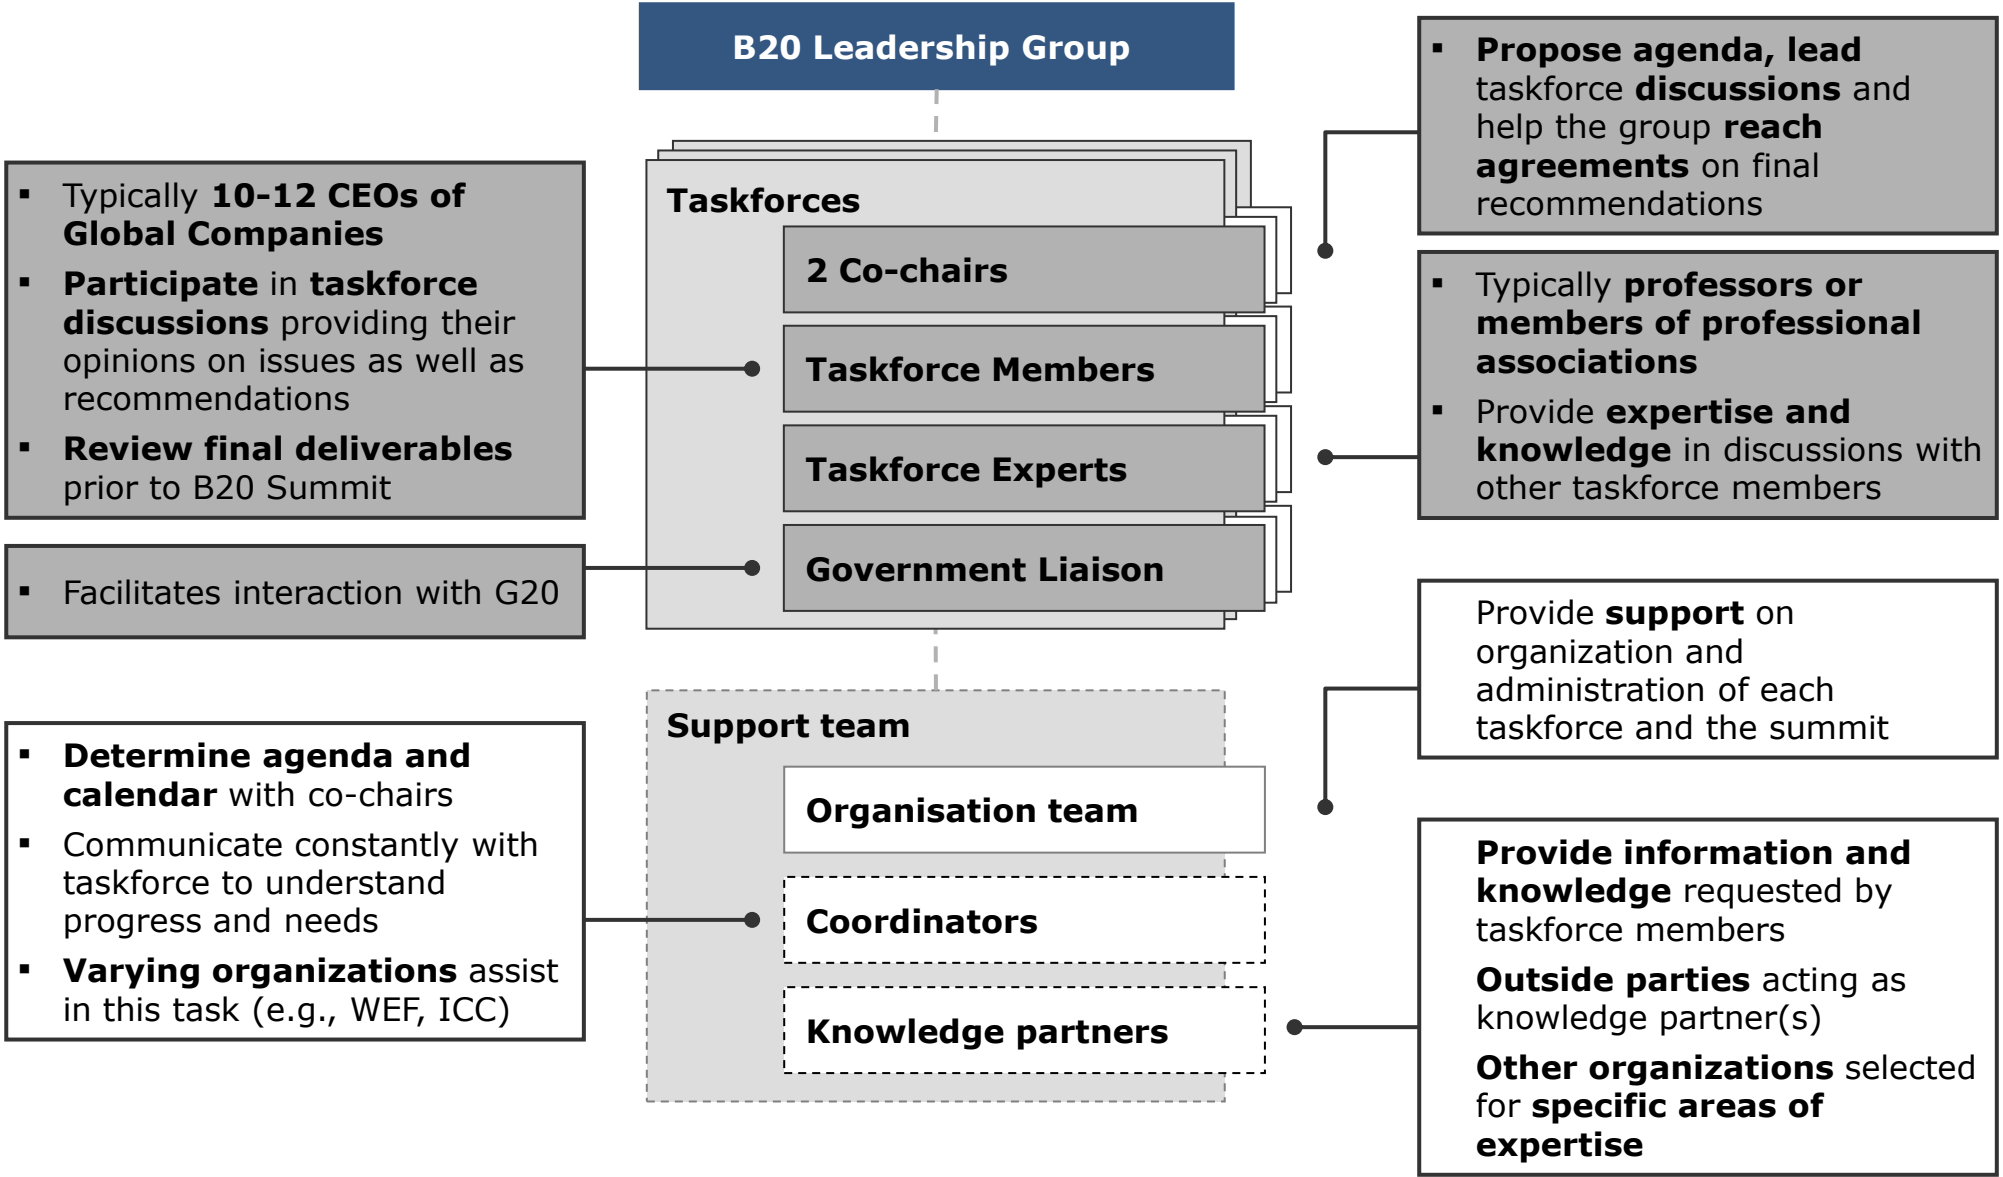 B20 Leadership Group
▪ Propose agenda, lead
taskforce discussions and
help the group reach
agreements on final
recommendations
▪ Typically 10-12 CEOs of
Global Companies
▪ Participate in taskforce
discussions providing their
opinions on issues as well as
recommendations
▪ Review final deliverables
prior to B20 Summit
Taskforces
2 Co-chairs
Taskforce Members
Taskforce Experts
Government Liaison
▪ Typically professors or
members of professional
associations
▪ Provide expertise and
knowledge in discussions with
other taskforce members
▪ Facilitates interaction with G20
Provide support on
organization and
administration of each
taskforce and the summit
Support team
Organisation team
Coordinators
Knowledge partners
▪ Determine agenda and
calendar with co-chairs
▪ Communicate constantly with
taskforce to understand
progress and needs
▪ Varying organizations assist
in this task (e.g., WEF, ICC)
Provide information and
knowledge requested by
taskforce members
Outside parties acting as
knowledge partner(s)
Other organizations selected
for specific areas of
expertise